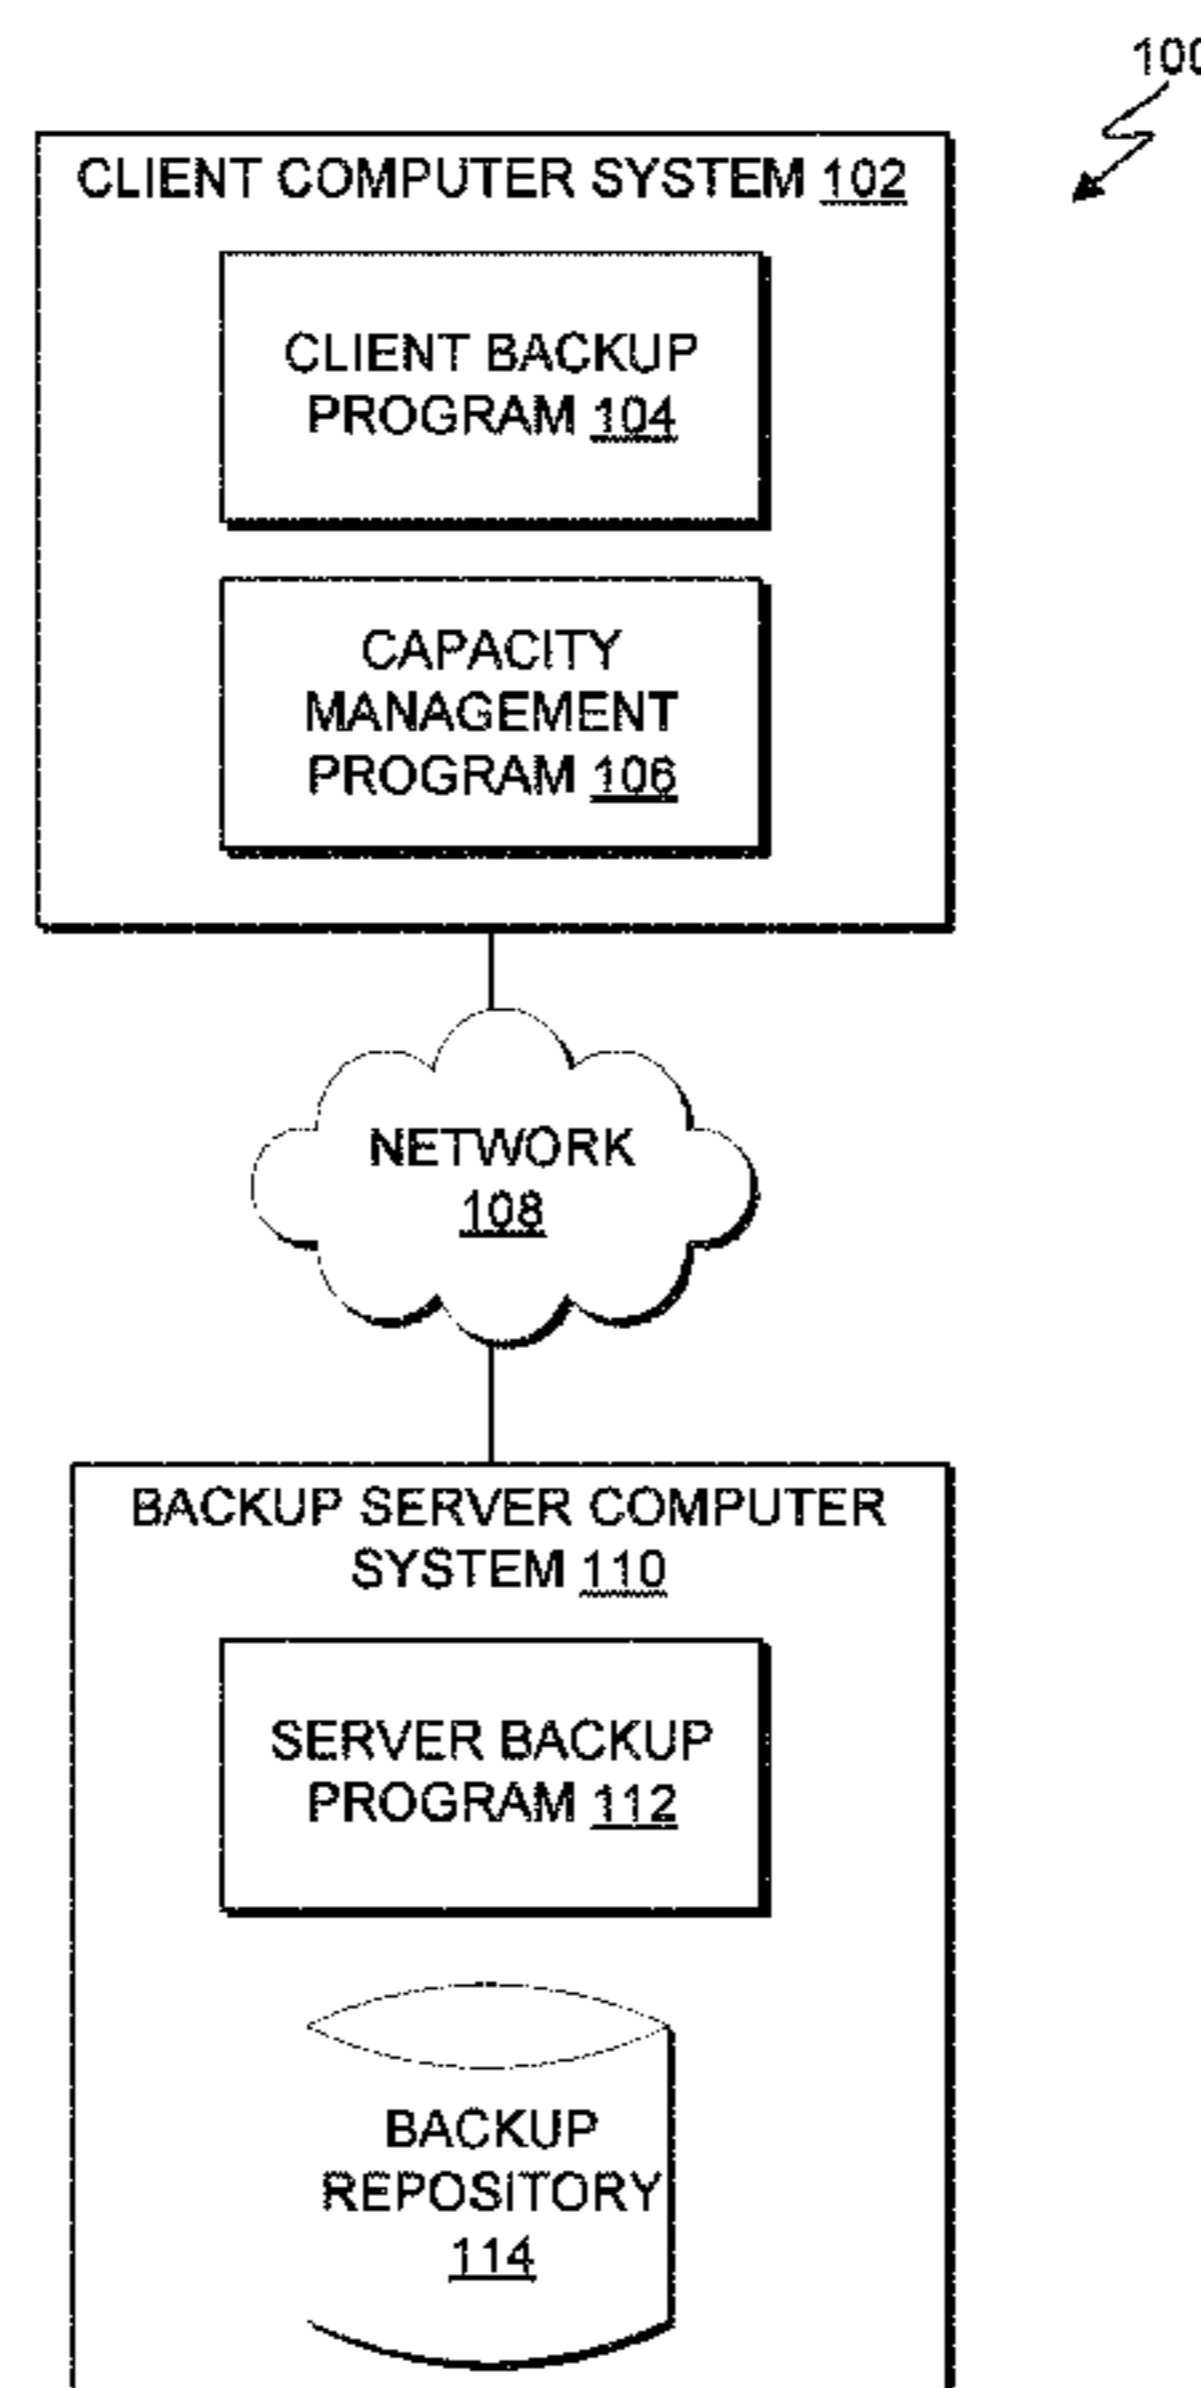 100
CLIENT COMPUTER SYSTEM 102
CLIENT BACKUP
PROGRAM 104
CAPACITY
MANAGEMENT
PROGRAM 106
NETWORK
108
BACKUP SERVER COMPUTER
SYSTEM 110
SERVER BACKUP
PROGRAM 112
BACKUP
REPOSITORY
114